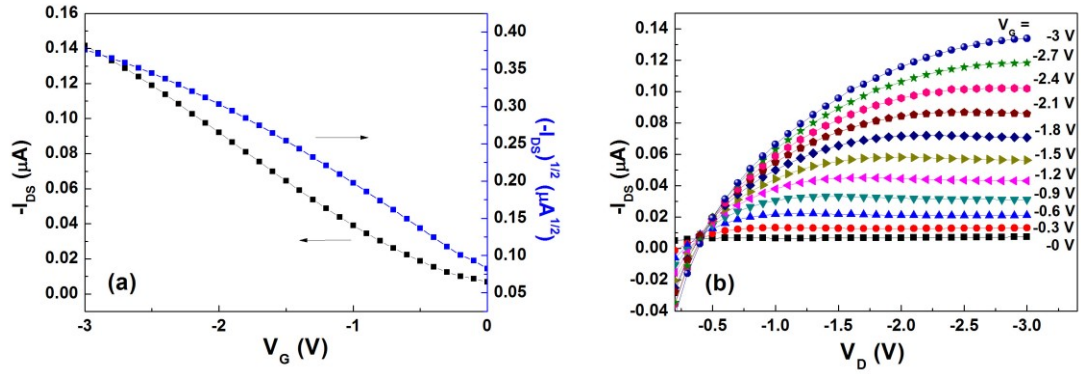 0.16
0.14
0.12
0.10
0.08
0.06
0.04
0.02
0.00
-I_DS (μA)
(a)
-3 -2 -1 0
V_G (V)
0.40
0.35
0.30
0.25
0.20
0.15
0.10
0.05
(-I_DS)^1/2 (μA^1/2)
0.14
0.12
0.10
0.08
0.06
0.04
0.02
0.00
-0.02
-0.04
-I_DS (μA)
V_G =
-3 V
-2.7 V
-2.4 V
-2.1 V
-1.8 V
-1.5 V
-1.2 V
-0.9 V
-0.6 V
-0.3 V
-0 V
(b)
-0.5 -1.0 -1.5 -2.0 -2.5 -3.0
V_D (V)